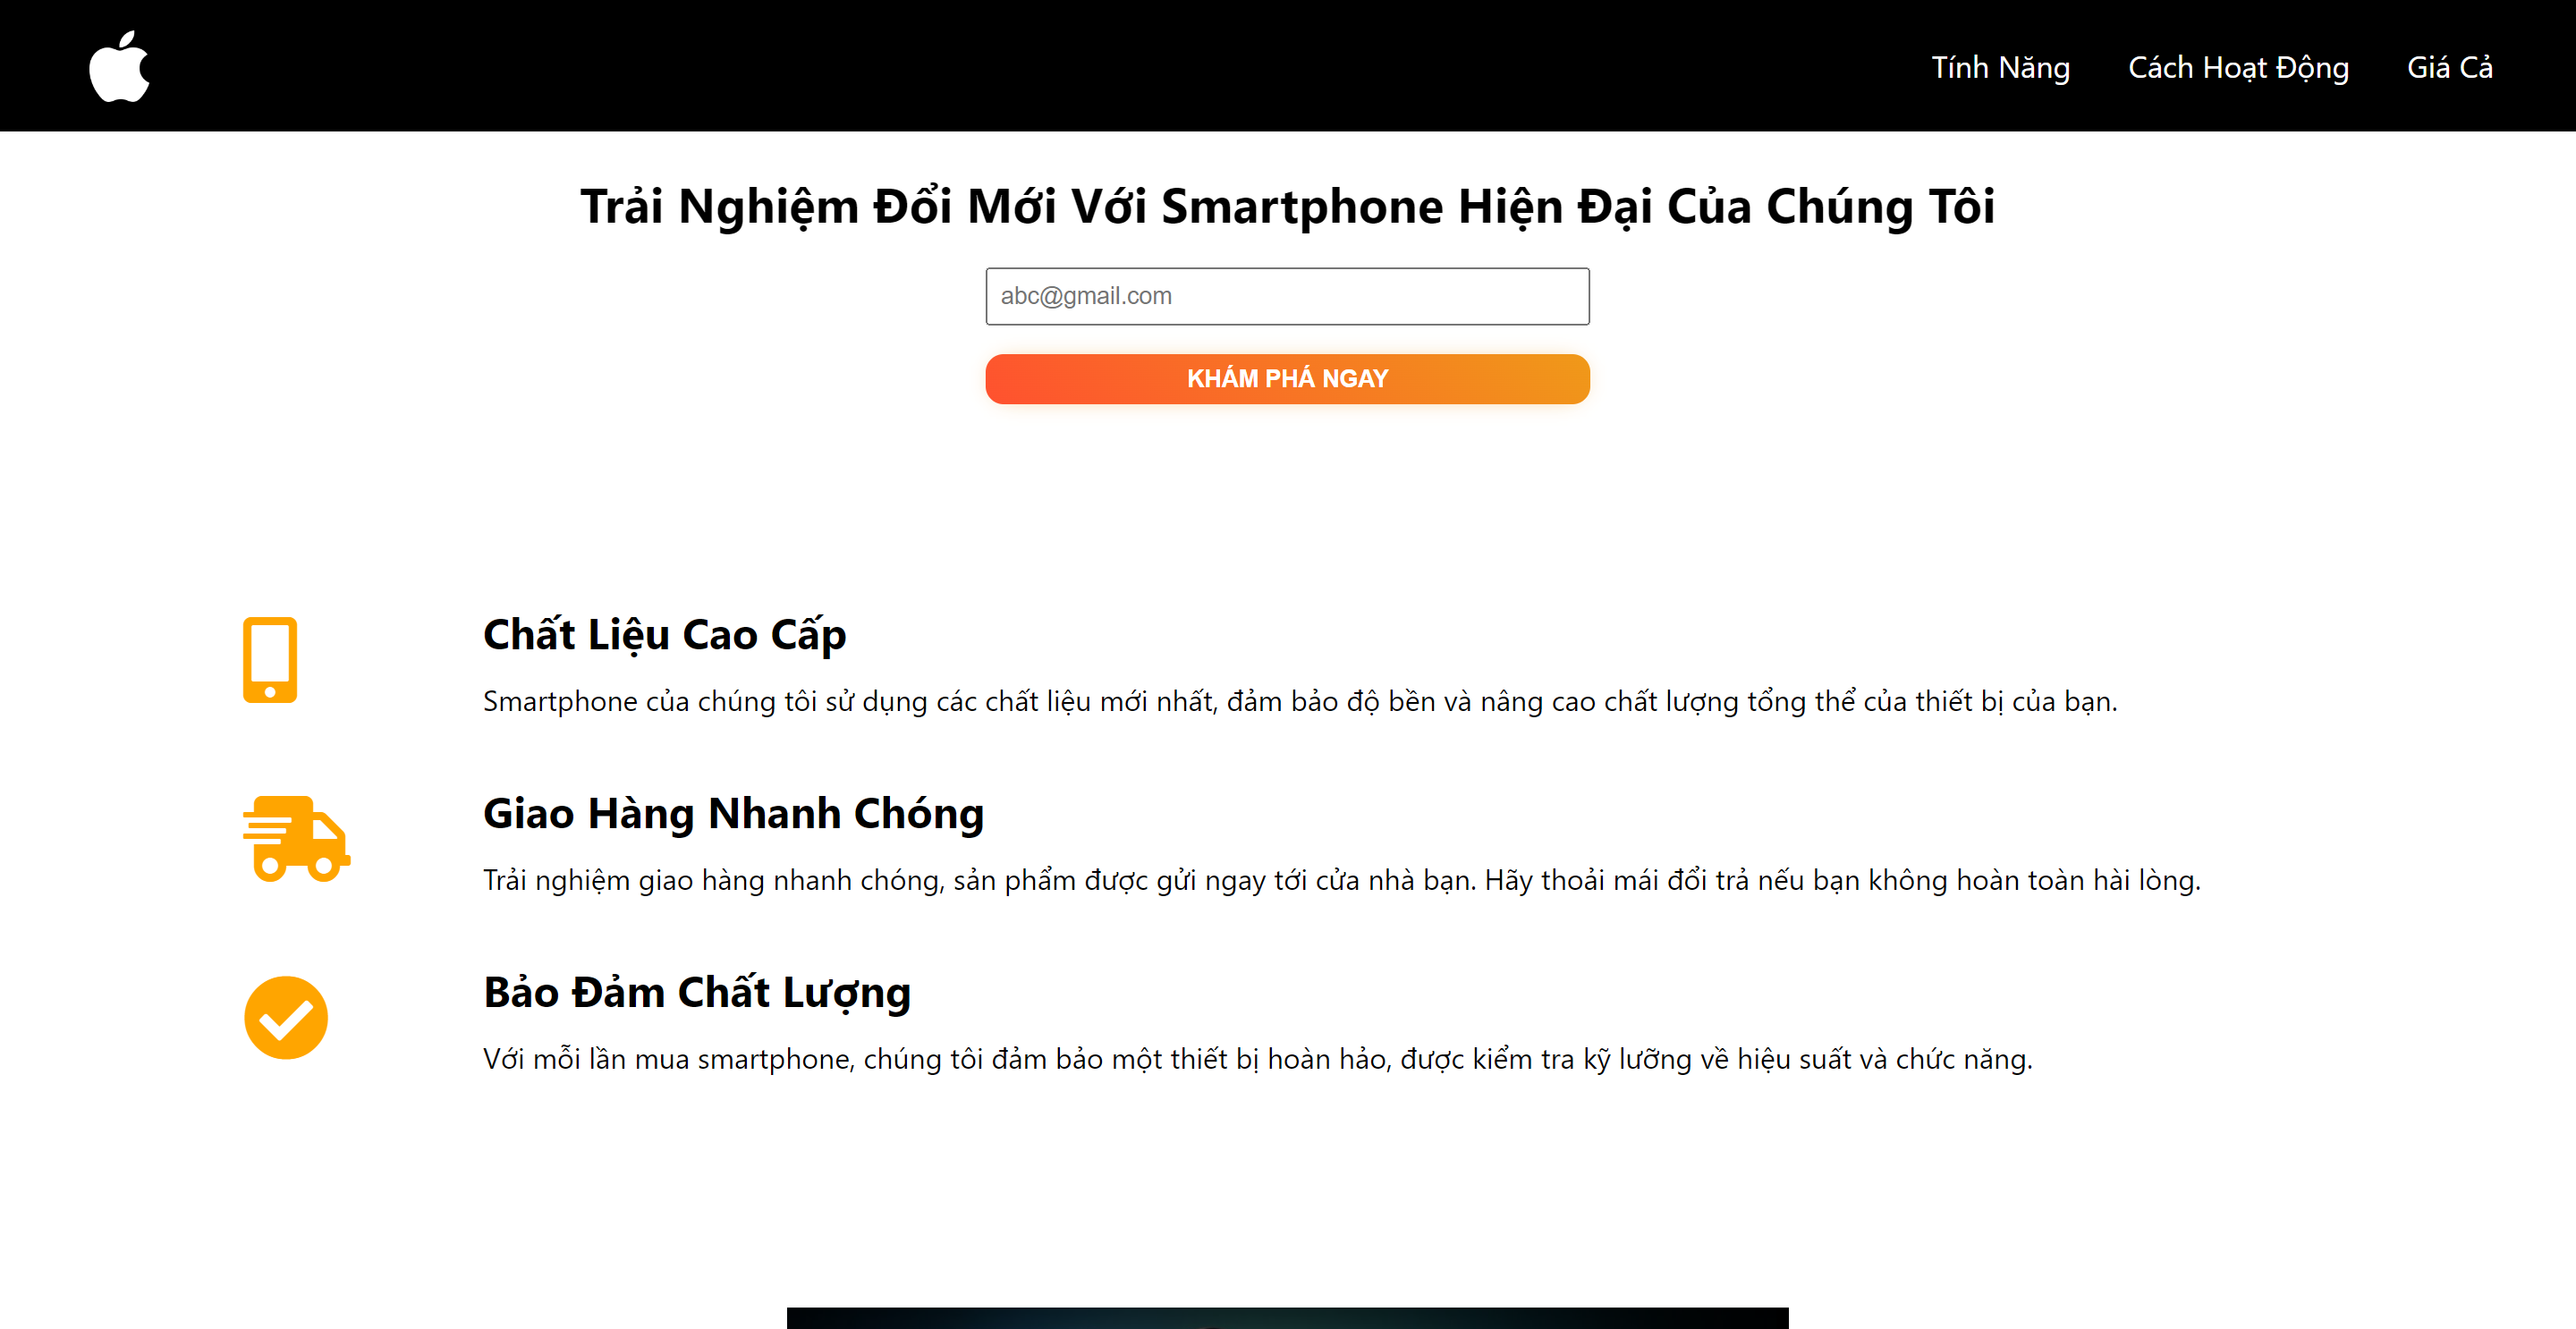 Tính Năng Cách Hoạt Động Giá Cả
Trải Nghiệm Đổi Mới Với Smartphone Hiện Đại Của Chúng Tôi
abc@gmail.com
KHÁM PHÁ NGAY
Chất Liệu Cao Cấp
Smartphone của chúng tôi sử dụng các chất liệu mới nhất, đảm bảo độ bền và nâng cao chất lượng tổng thể của thiết bị của bạn.
Giao Hàng Nhanh Chóng
Trải nghiệm giao hàng nhanh chóng, sản phẩm được gửi ngay tới cửa nhà bạn. Hãy thoải mái đổi trả nếu bạn không hoàn toàn hài lòng.
Bảo Đảm Chất Lượng
Với mỗi lần mua smartphone, chúng tôi đảm bảo một thiết bị hoàn hảo, được kiểm tra kỹ lưỡng về hiệu suất và chức năng.